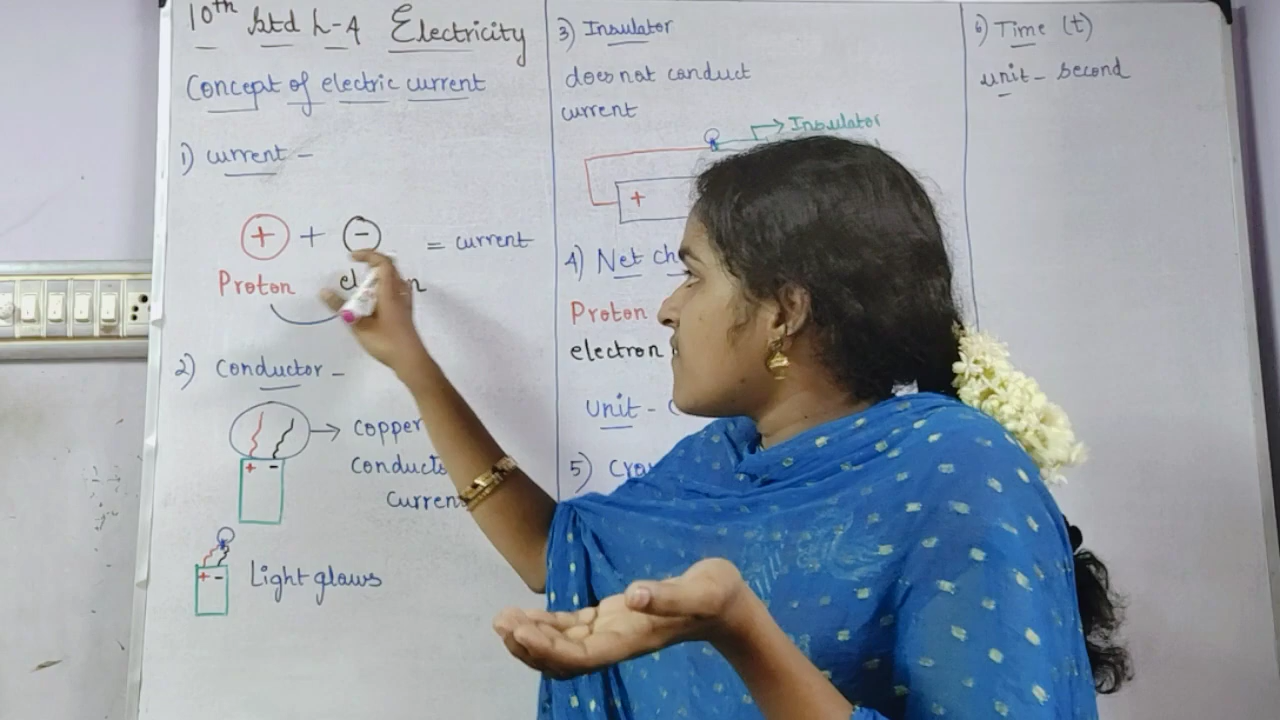 10th std L-4 Electricity
Concept of electric current
1) current -
+ + - = current
Proton
2) Conductor -
copper
+ -
Current
+ -
Light glows
3) Insulator
does not conduct
current
Insulator
+
4) Net
Proton
electron
Unit -
5)
6) Time (t)
unit - Second